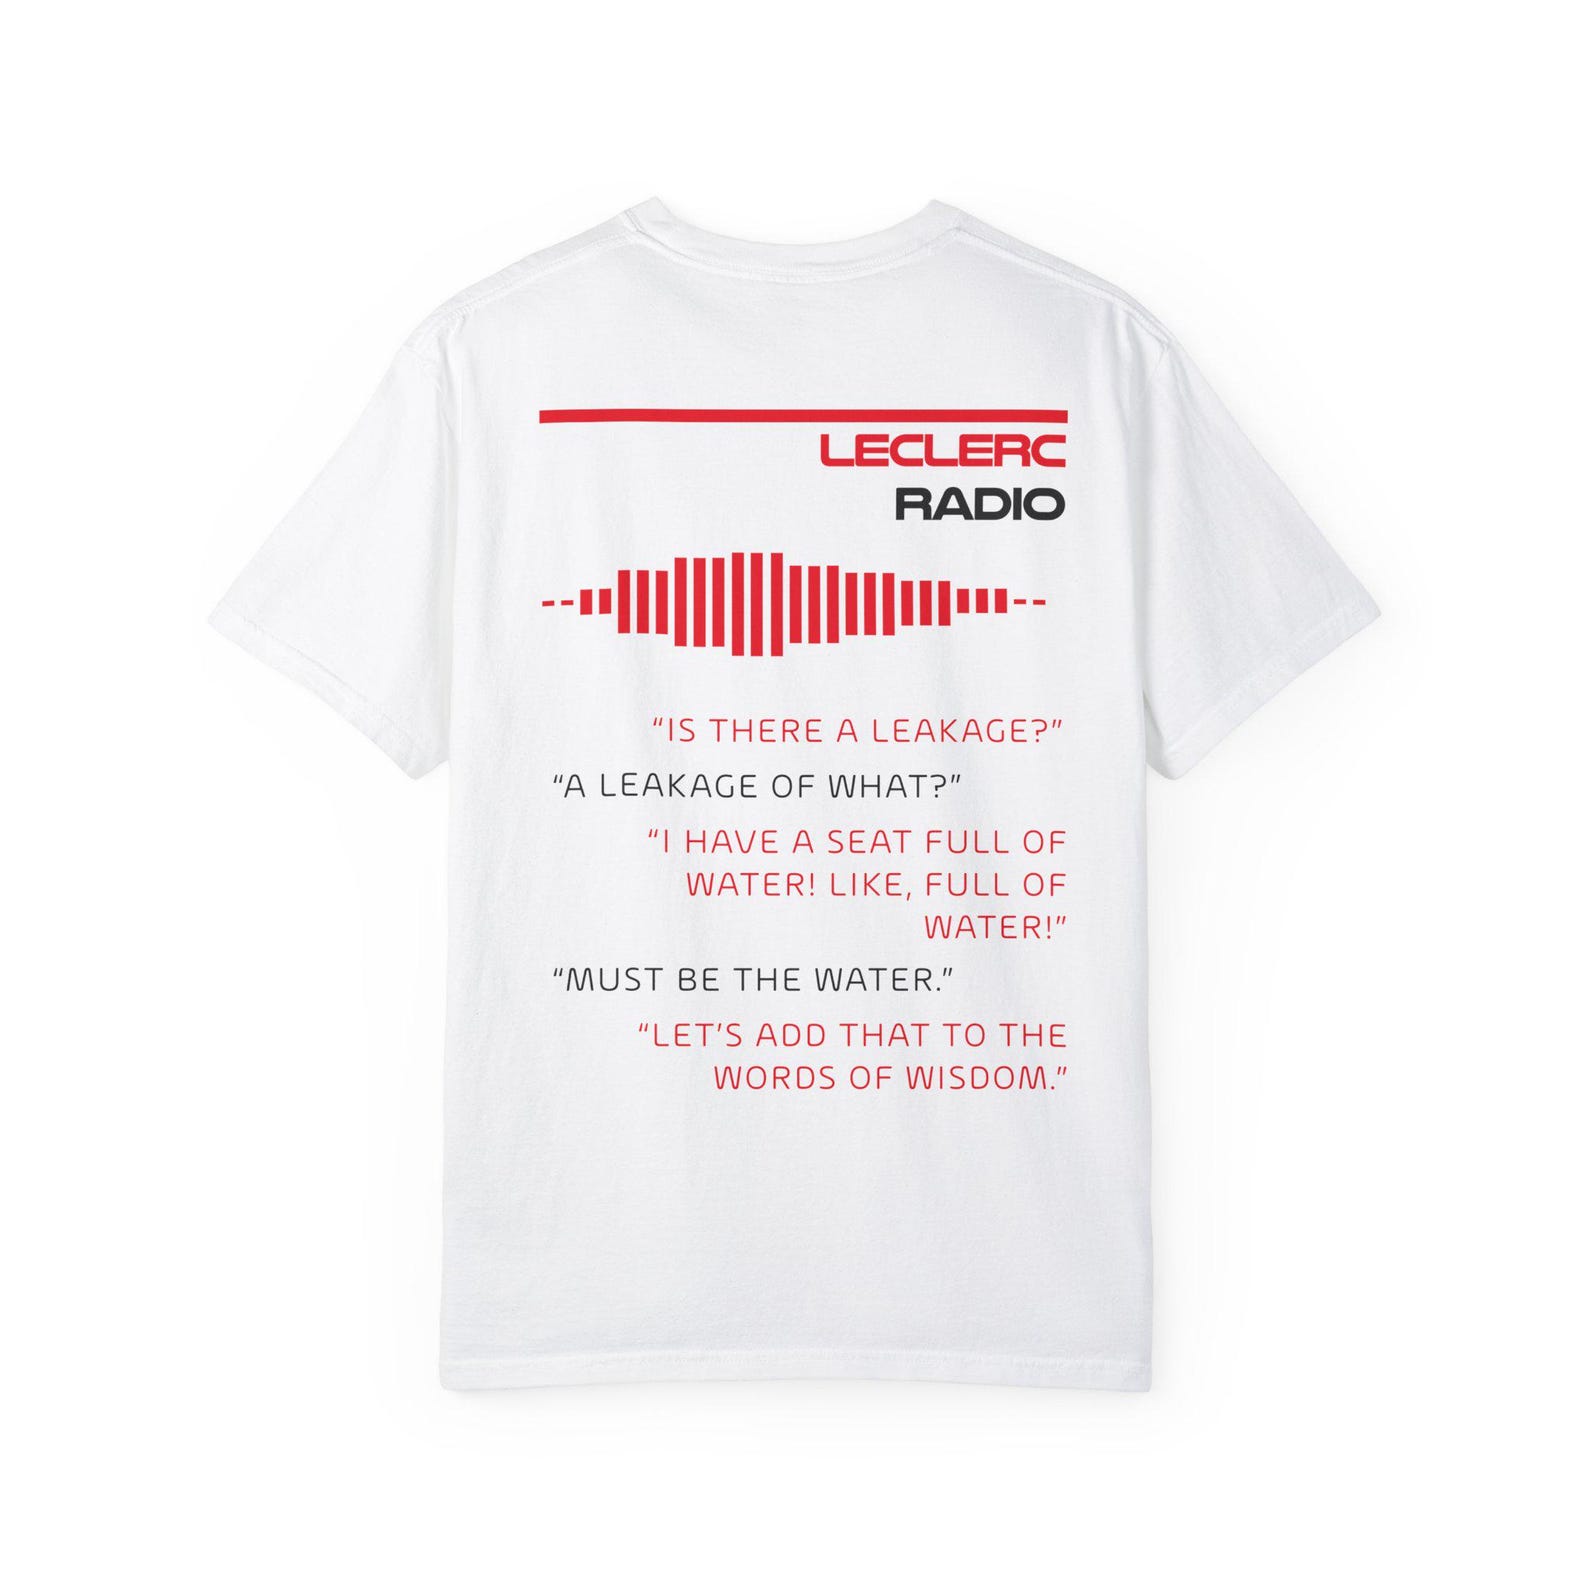 LECLERC
RADIO
“IS THERE A LEAKAGE?”
“A LEAKAGE OF WHAT?”
“I HAVE A SEAT FULL OF
WATER! LIKE, FULL OF
WATER!”
“MUST BE THE WATER.”
“LET’S ADD THAT TO THE
WORDS OF WISDOM.”